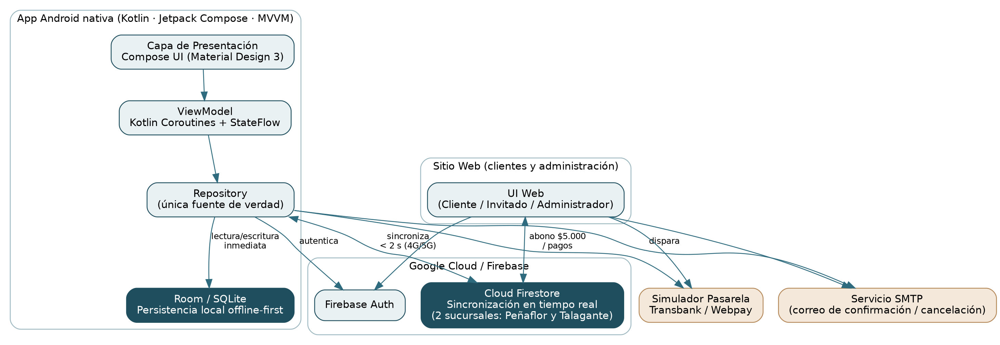 App Android nativa (Kotlin · Jetpack Compose · MVVM)
Capa de Presentación
Compose UI (Material Design 3)
ViewModel
Kotlin Coroutines + StateFlow
Sitio Web (clientes y administración)
Repository
(única fuente de verdad)
UI Web
(Cliente / Invitado / Administrador)
lectura/escritura
inmediata
autentica
sincroniza
< 2 s (4G/5G)
abono $5.000
/ pagos
dispara
Google Cloud / Firebase
Room / SQLite
Persistencia local offline-first
Firebase Auth
Cloud Firestore
Sincronización en tiempo real
(2 sucursales: Peñaflor y Talagante)
Simulador Pasarela
Transbank / Webpay
Servicio SMTP
(correo de confirmación / cancelación)